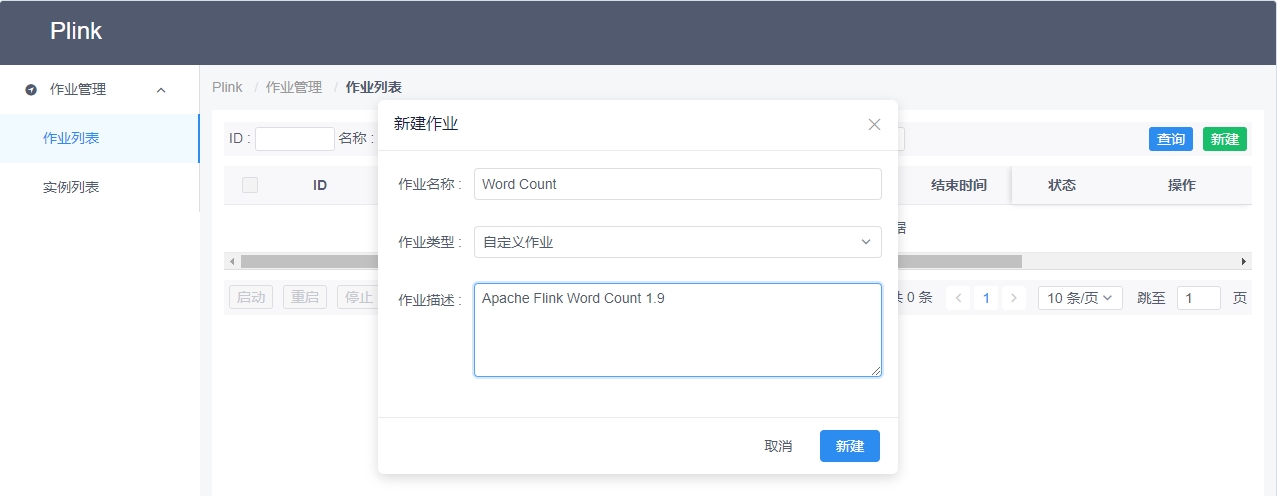 Plink
作业管理
作业列表
实例列表
Plink / 作业管理 / 作业列表
ID : 名称 : 查询 新建
ID 结束时间 状态 操作
启动 重启 停止 共 0 条 1 10 条/页 跳至 1 页
新建作业
作业名称 : Word Count
作业类型 : 自定义作业
作业描述 : Apache Flink Word Count 1.9
取消 新建